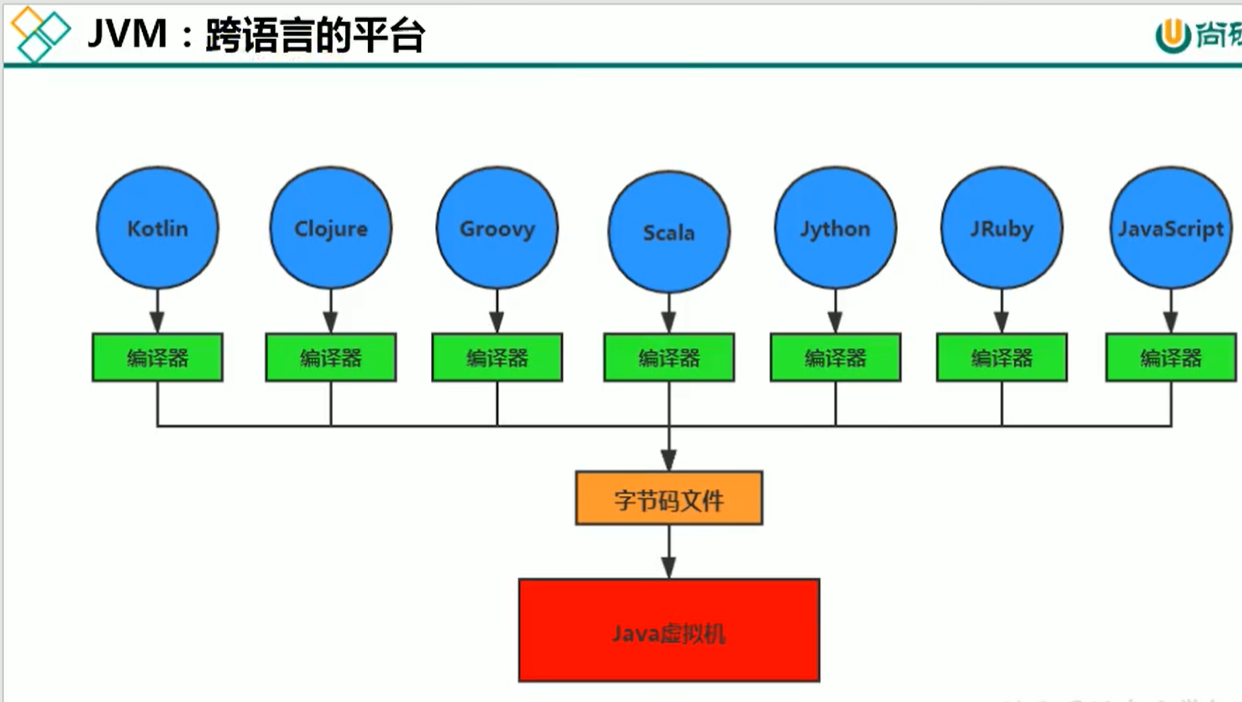 JVM：跨语言的平台
尚硅
Kotlin
Clojure
Groovy
Scala
Jython
JRuby
JavaScript
编译器
编译器
编译器
编译器
编译器
编译器
编译器
字节码文件
Java虚拟机